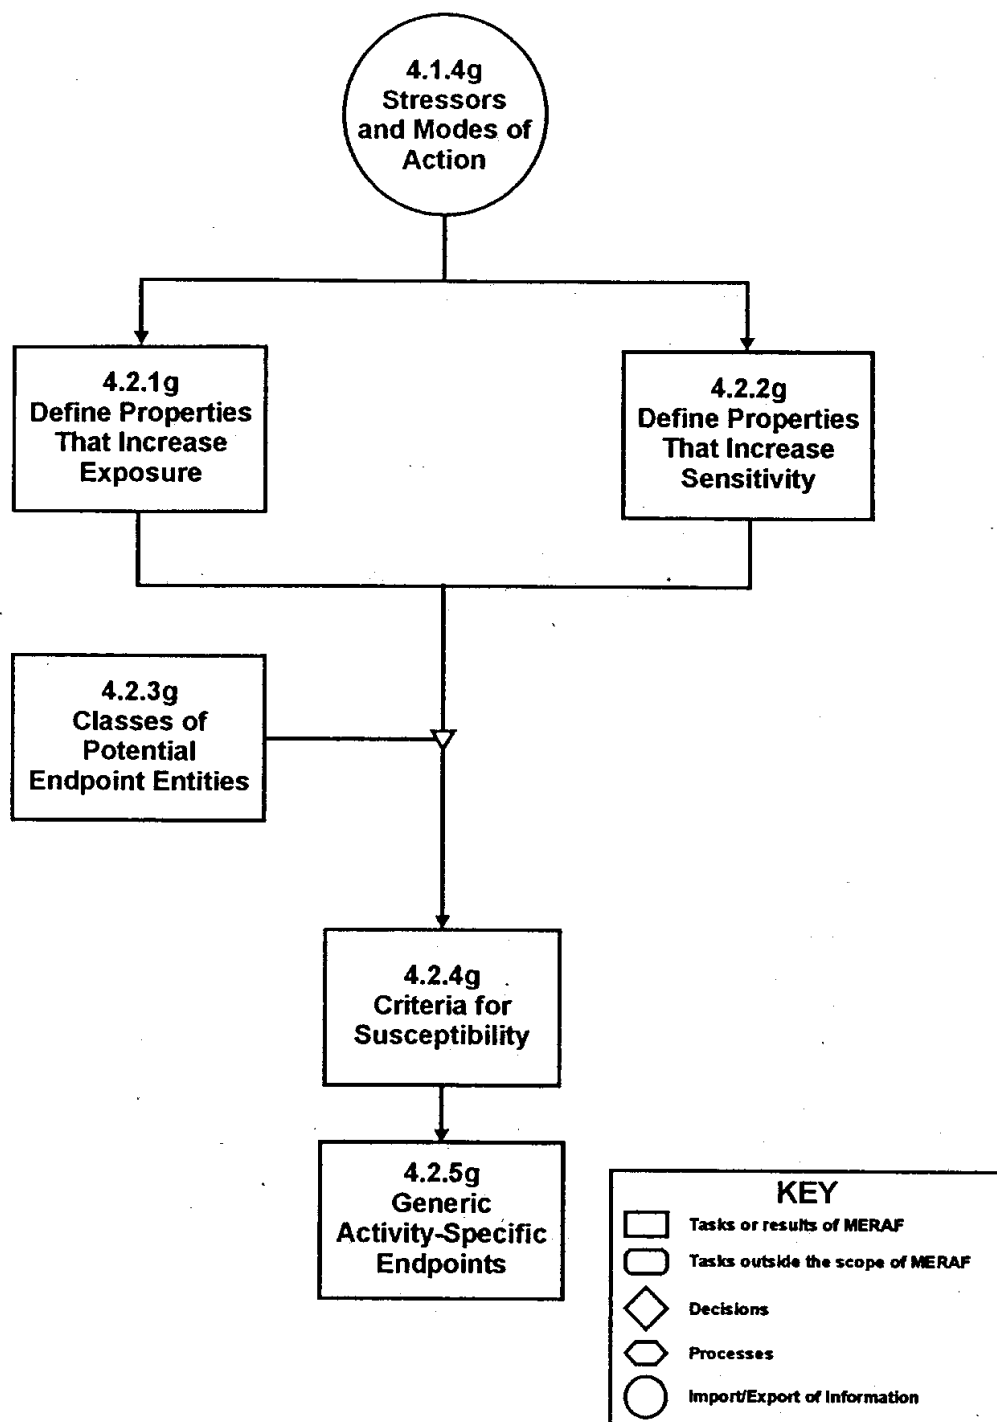 4.1.4g
Stressors
and Modes of
Action
4.2.1g
Define Properties
That Increase
Exposure
4.2.2g
Define Properties
That Increase
Sensitivity
4.2.3g
Classes of
Potential
Endpoint Entities
4.2.4g
Criteria for
Susceptibility
4.2.5g
Generic
Activity-Specific
Endpoints
KEY
Tasks or results of MERAF
Tasks outside the scope of MERAF
Decisions
Processes
Import/Export of Information